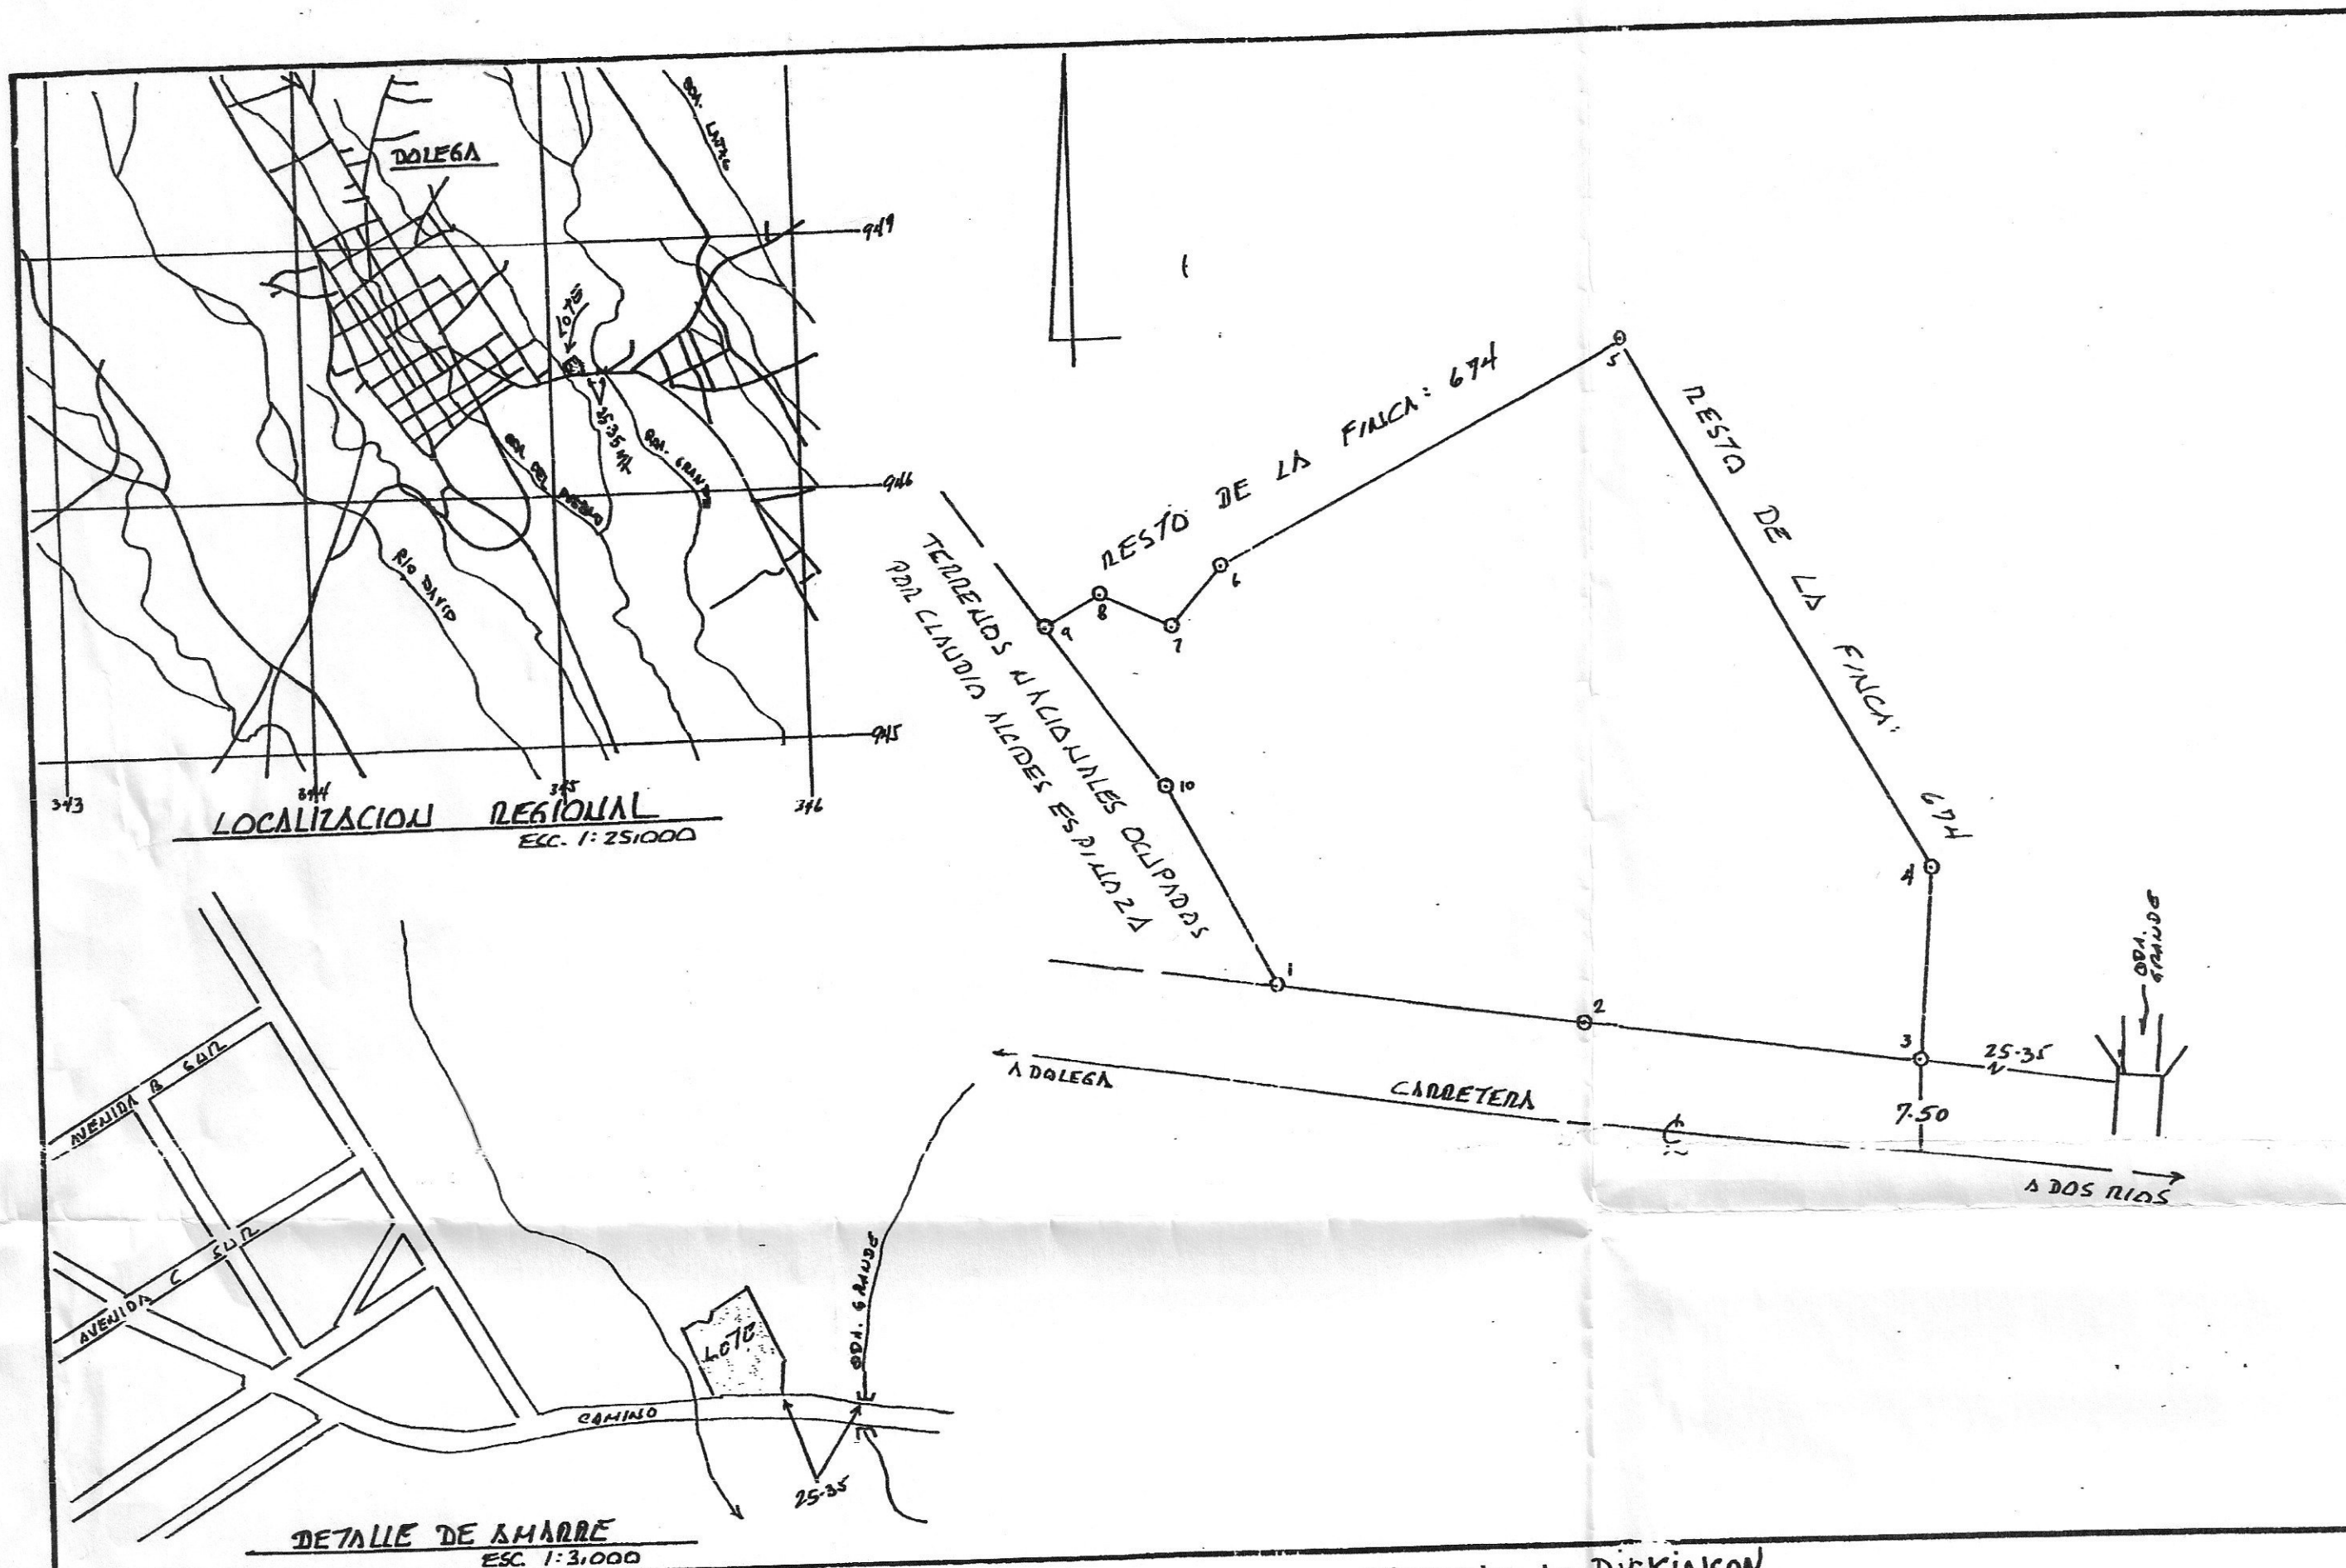 DOLEGA
QDA. LAJAS
949
LOTE
25.35 M
QDA. GRANDE
QDA. DEL PUEBLO
946
RIO DAVID
945
343
344
345
346
LOCALIZACION REGIONAL
ESC. 1:25,000
RESTO DE LA FINCA: 674
RESTO DE LA FINCA: 674
TERRENOS NACIONALES OCUPADOS
POR CLAUDIO ALCIDES ESPINOZA
5
6
8
7
9
10
4
1
2
3
25.35
QDA.
GRANDE
7.50
A DOLEGA
CARRETERA
A DOS RIOS
AVENIDA B SUR
AVENIDA C SUR
LOTE
QDA. GRANDE
CAMINO
25.35
DETALLE DE AMARRE
ESC. 1:3,000
DICKINSON